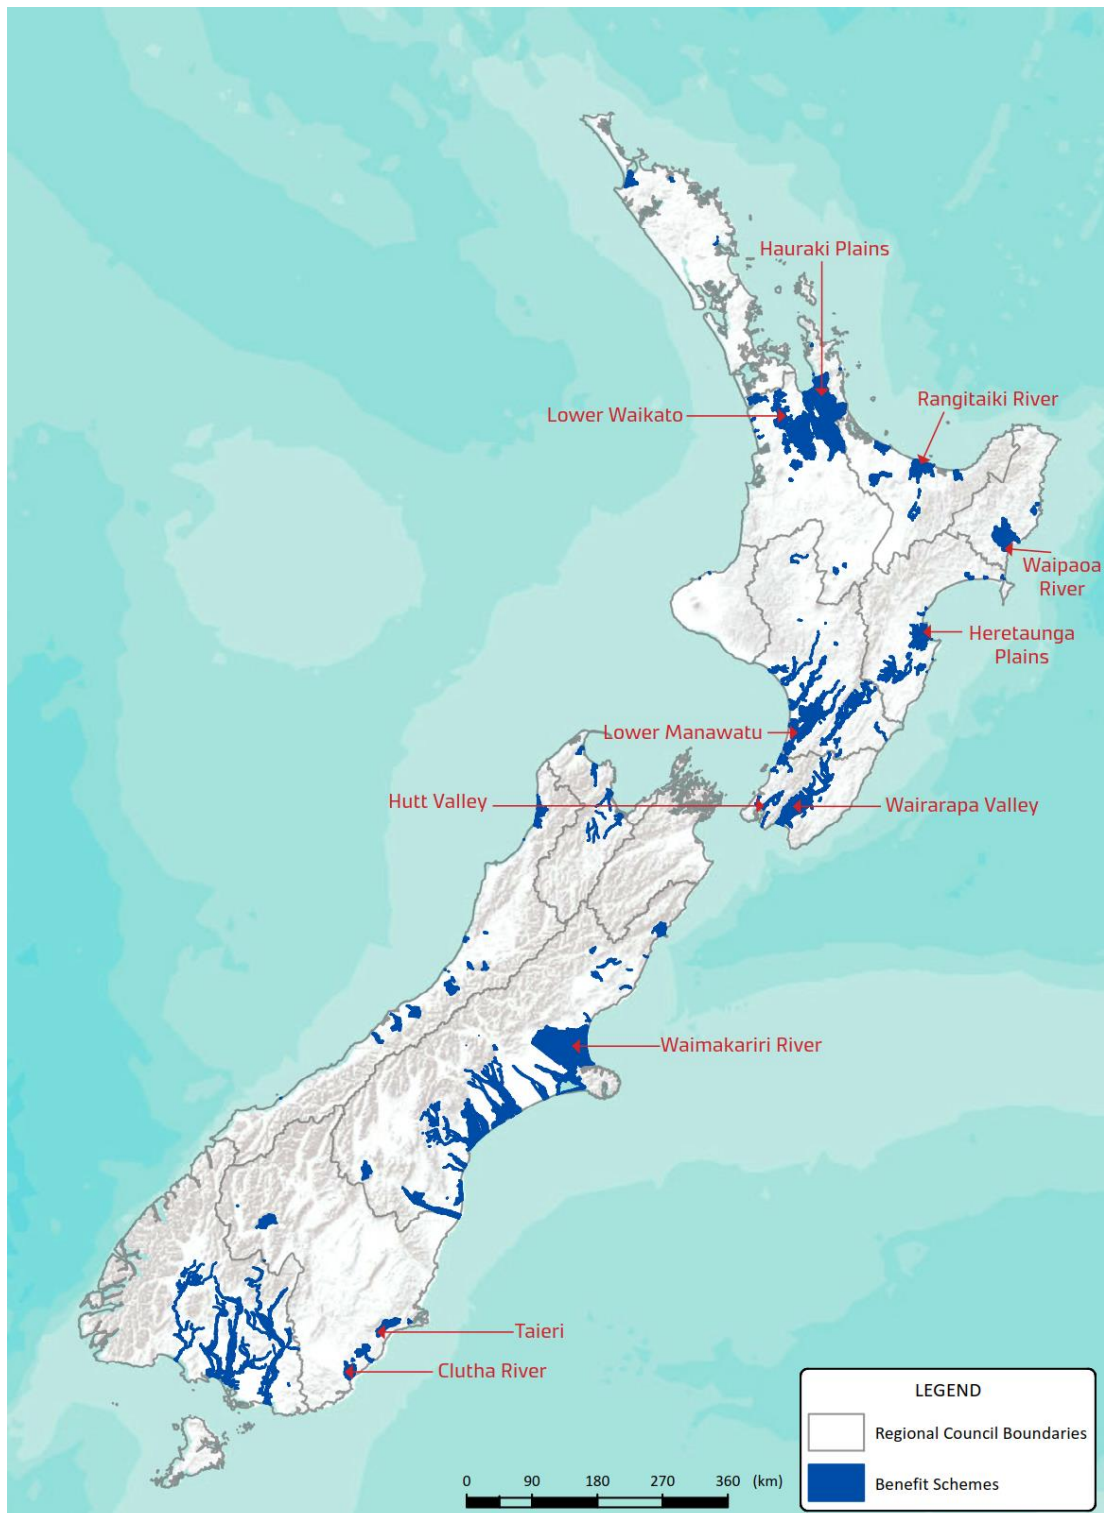 Hauraki Plains
Rangitaiki River
Lower Waikato
Waipaoa
River
Heretaunga
Plains
Lower Manawatu
Hutt Valley
Wairarapa Valley
Waimakariri River
Taieri
Clutha River
LEGEND
Regional Council Boundaries
Benefit Schemes
0 90 180 270 360 (km)